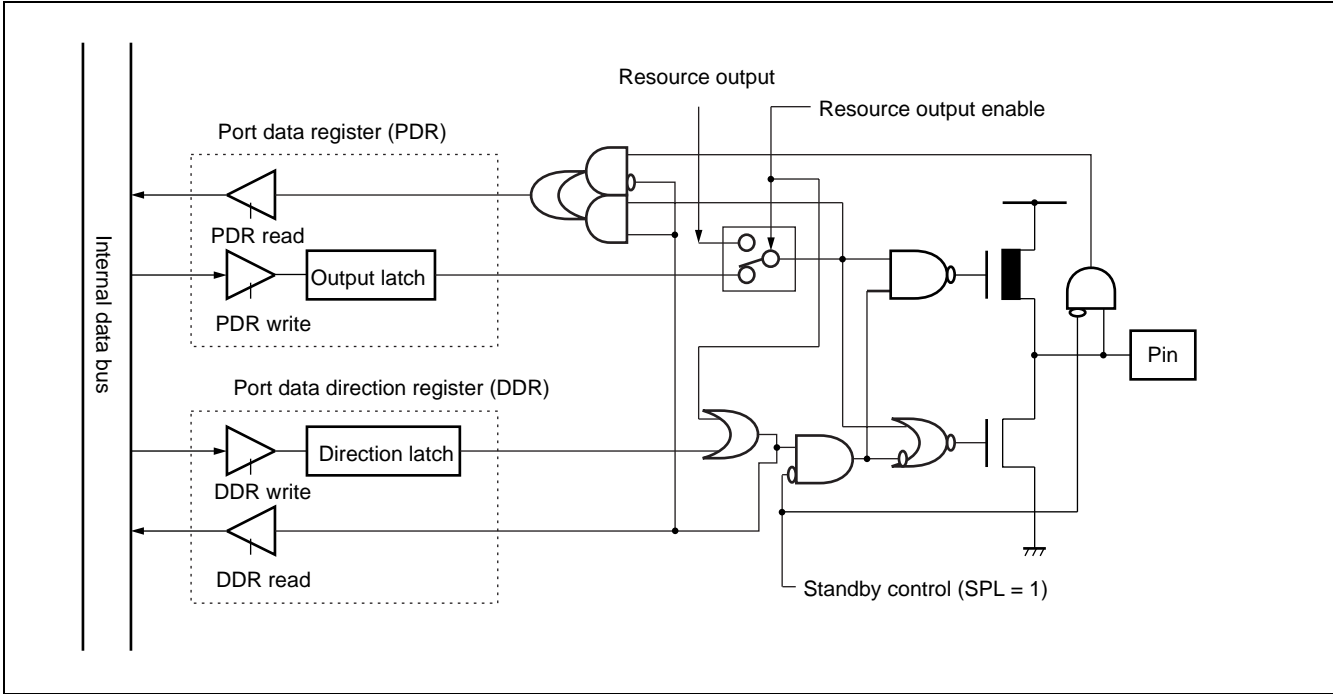 Resource output
Resource output enable
Port data register (PDR)
PDR read
Output latch
PDR write
Internal data bus
Pin
Port data direction register (DDR)
Direction latch
DDR write
DDR read
Standby control (SPL = 1)